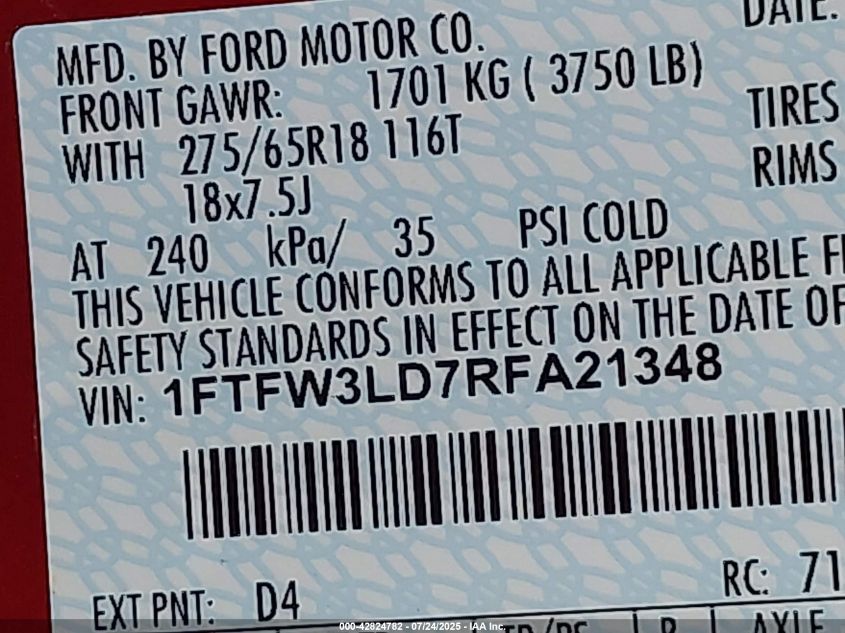 DATE:
MFD. BY FORD MOTOR CO.
FRONT GAWR: 1701 KG ( 3750 LB)
WITH 275/65R18 116T TIRES
18x7.5J RIMS
AT 240 kPa/ 35 PSI COLD
THIS VEHICLE CONFORMS TO ALL APPLICABLE
SAFETY STANDARDS IN EFFECT ON THE DATE OF
VIN: 1FTFW3LD7RFA21348
EXT PNT: D4 RC: 71
R AXLE
000-42824782 - 07/24/2025 - IAA Inc.